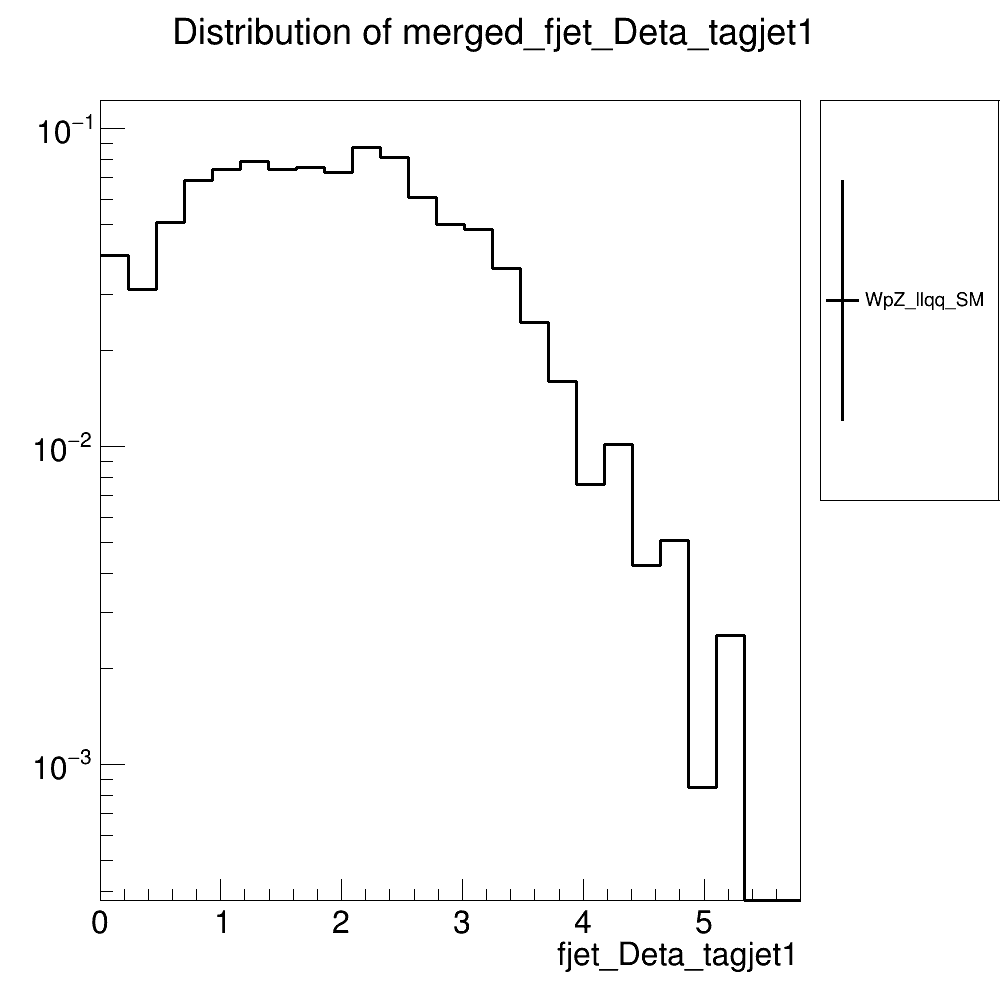 Distribution of merged_fjet_Deta_tagjet1
10⁻¹
10⁻²
10⁻³
WpZ_llqq_SM
0 1 2 3 4 5
fjet_Deta_tagjet1